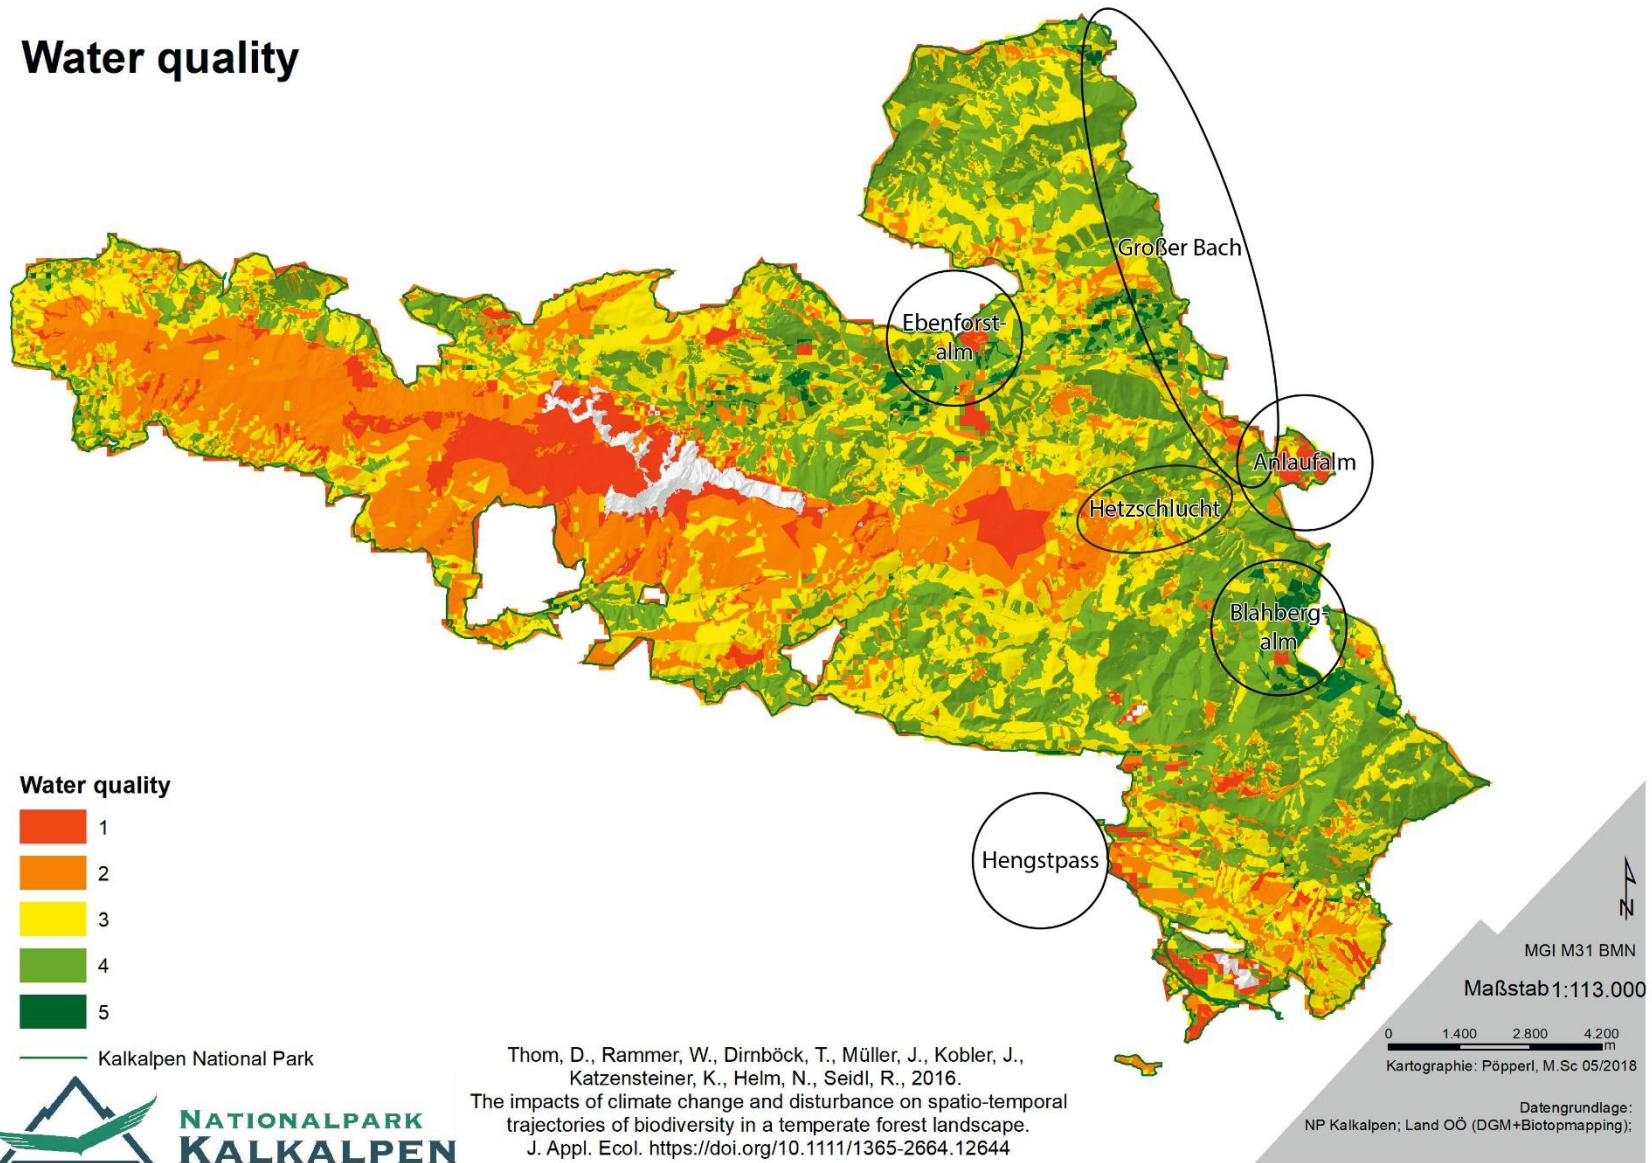 Water quality
Großer Bach
Ebenforst-
alm
Anlaufalm
Hetzschlucht
Blahberg-
alm
Hengstpass
Water quality
1
2
3
4
5
Kalkalpen National Park
NATIONALPARK
KALKALPEN
Thom, D., Rammer, W., Dirnböck, T., Müller, J., Kobler, J.,
Katzensteiner, K., Helm, N., Seidl, R., 2016.
The impacts of climate change and disturbance on spatio-temporal
trajectories of biodiversity in a temperate forest landscape.
J. Appl. Ecol. https://doi.org/10.1111/1365-2664.12644
N
MGI M31 BMN
Maßstab 1:113.000
0 1.400 2.800 4.200
m
Kartographie: Pöpperl, M.Sc 05/2018
Datengrundlage:
NP Kalkalpen; Land OÖ (DGM+Biotopmapping);